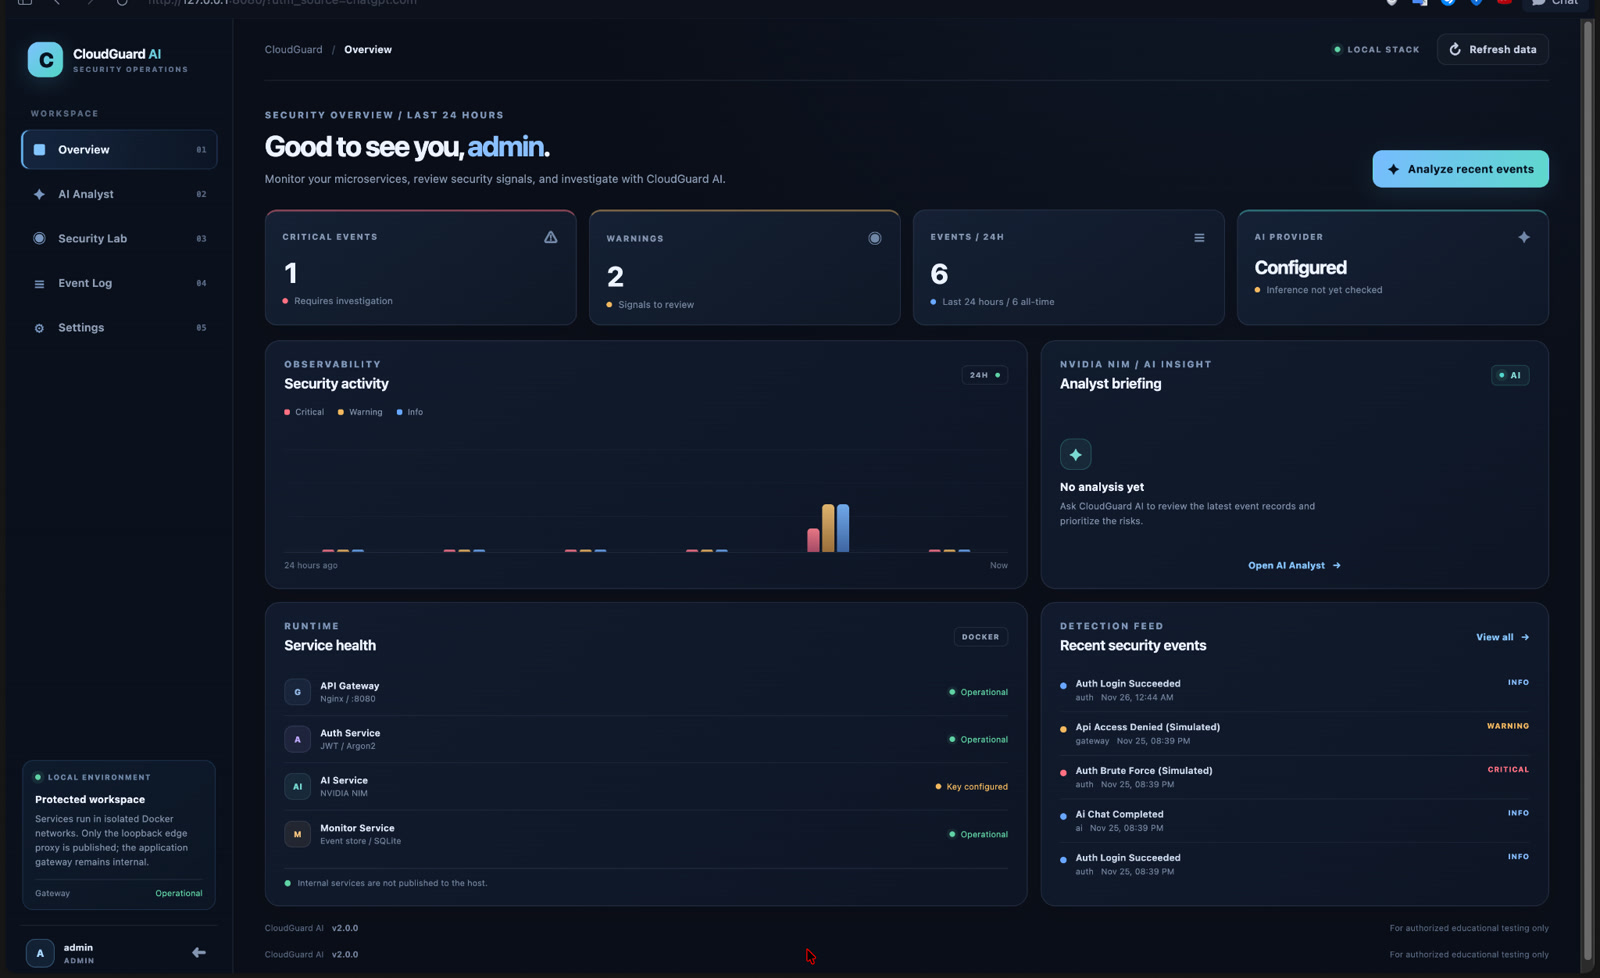 Chat
C
CloudGuard AI
SECURITY OPERATIONS
WORKSPACE
Overview 01
AI Analyst 02
Security Lab 03
Event Log 04
Settings 05
LOCAL ENVIRONMENT
Protected workspace
Services run in isolated Docker
networks. Only the loopback edge
proxy is published; the application
gateway remains internal.
Gateway Operational
A
admin
ADMIN
CloudGuard / Overview
LOCAL STACK
Refresh data
SECURITY OVERVIEW / LAST 24 HOURS
Good to see you, admin.
Monitor your microservices, review security signals, and investigate with CloudGuard AI.
Analyze recent events
CRITICAL EVENTS
1
Requires investigation
WARNINGS
2
Signals to review
EVENTS / 24H
6
Last 24 hours / 6 all-time
AI PROVIDER
Configured
Inference not yet checked
OBSERVABILITY
Security activity
24H
Critical Warning Info
24 hours ago Now
NVIDIA NIM / AI INSIGHT
Analyst briefing
AI
No analysis yet
Ask CloudGuard AI to review the latest event records and
prioritize the risks.
Open AI Analyst →
RUNTIME
Service health
DOCKER
G
API Gateway
Nginx / :8080
Operational
A
Auth Service
JWT / Argon2
Operational
AI
AI Service
NVIDIA NIM
Key configured
M
Monitor Service
Event store / SQLite
Operational
Internal services are not published to the host.
DETECTION FEED
Recent security events
View all →
Auth Login Succeeded INFO
auth Nov 26, 12:44 AM
Api Access Denied (Simulated) WARNING
gateway Nov 25, 08:39 PM
Auth Brute Force (Simulated) CRITICAL
auth Nov 25, 08:39 PM
Ai Chat Completed INFO
ai Nov 25, 08:39 PM
Auth Login Succeeded INFO
auth Nov 25, 08:39 PM
CloudGuard AI v2.0.0 For authorized educational testing only
CloudGuard AI v2.0.0 For authorized educational testing only